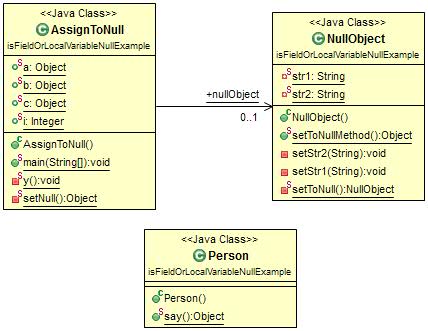 <<Java Class>>
AssignToNull
isFieldOrLocalVariableNullExample
a: Object
b: Object
c: Object
i: Integer
AssignToNull()
main(String[]):void
y():void
setNull():Object
+nullObject
0..1
<<Java Class>>
NullObject
isFieldOrLocalVariableNullExample
str1: String
str2: String
NullObject()
setToNullMethod():Object
setStr2(String):void
setStr1(String):void
setToNull():NullObject
<<Java Class>>
Person
isFieldOrLocalVariableNullExample
Person()
say():Object